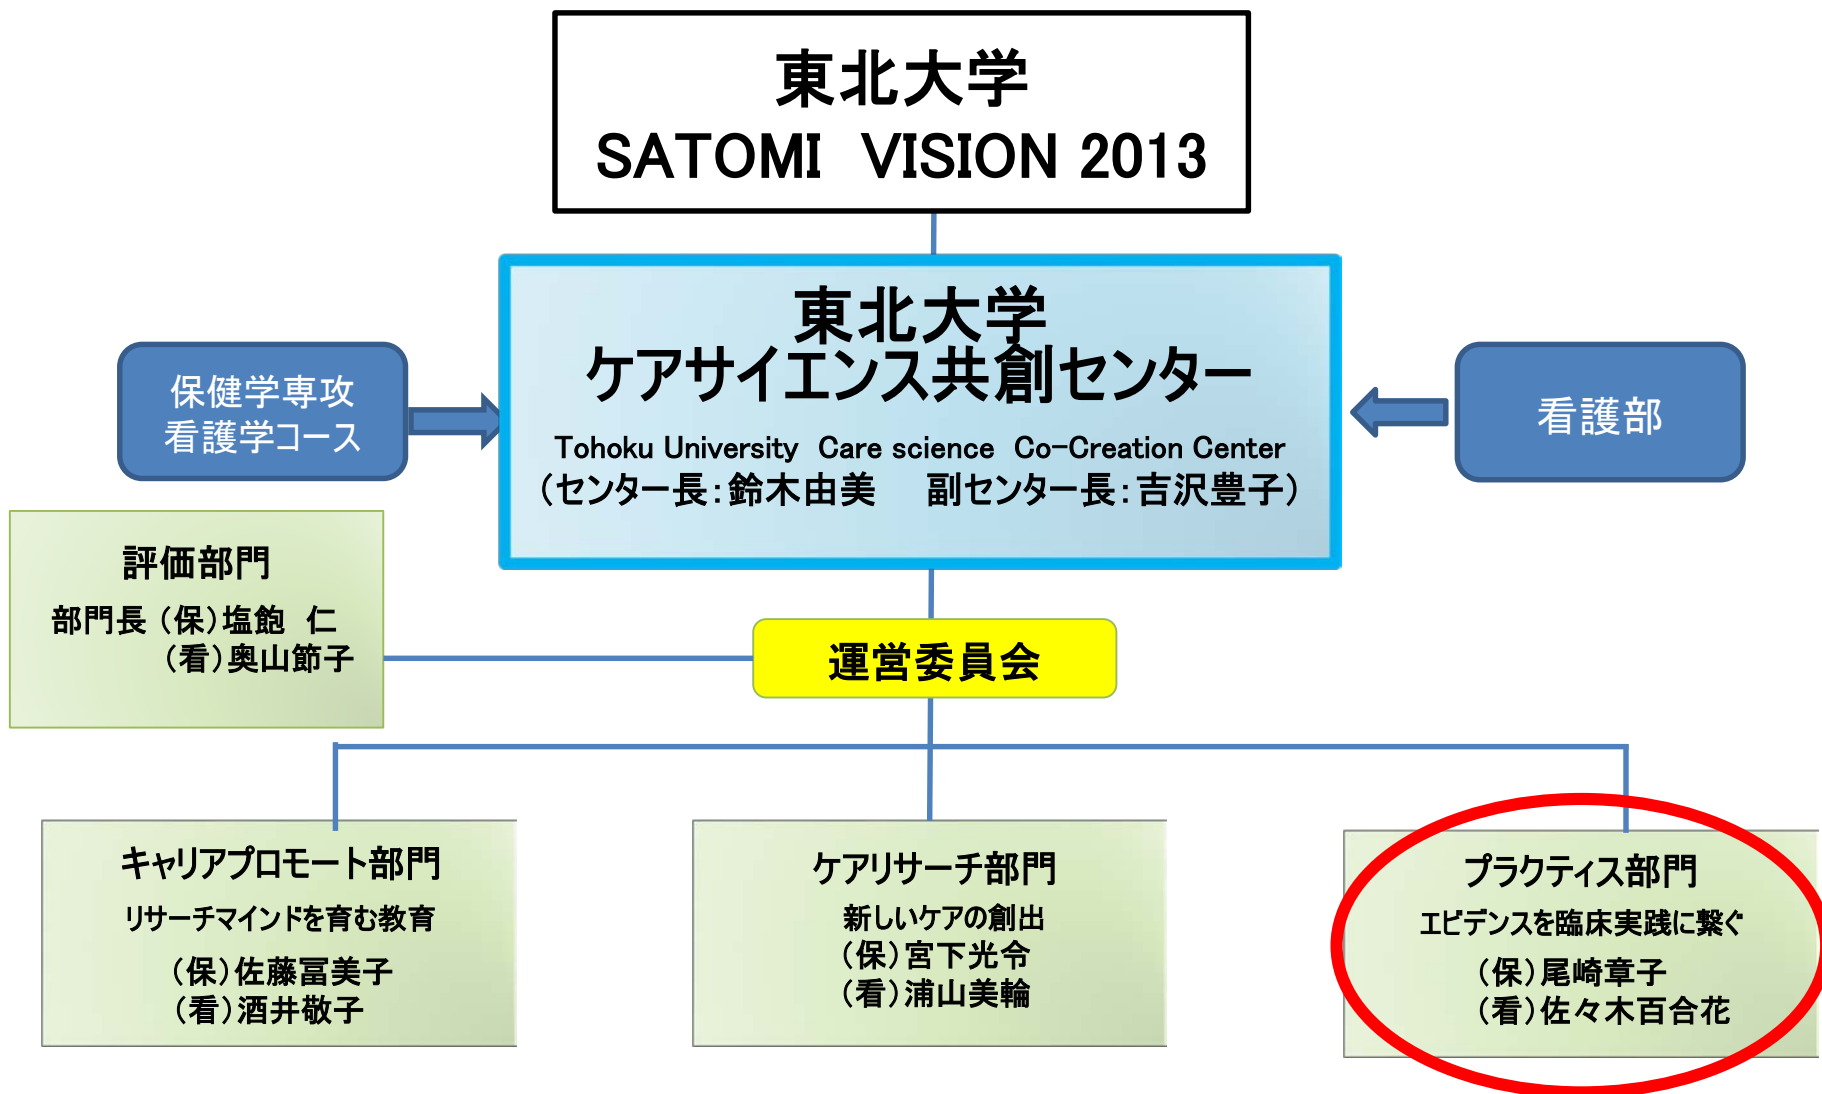 東北大学
SATOMI　VISION 2013
東北大学
ケアサイエンス共創センター
Tohoku University Care science Co-Creation Center
（センター長：鈴木由美　副センター長：吉沢豊子）
保健学専攻
看護学コース
看護部
評価部門
部門長（保）塩飽　仁
（看）奥山節子
運営委員会
キャリアプロモート部門
リサーチマインドを育む教育
（保）佐藤冨美子
（看）酒井敬子
ケアリサーチ部門
新しいケアの創出
（保）宮下光令
（看）浦山美輪
プラクティス部門
エビデンスを臨床実践に繋ぐ
（保）尾崎章子
（看）佐々木百合花